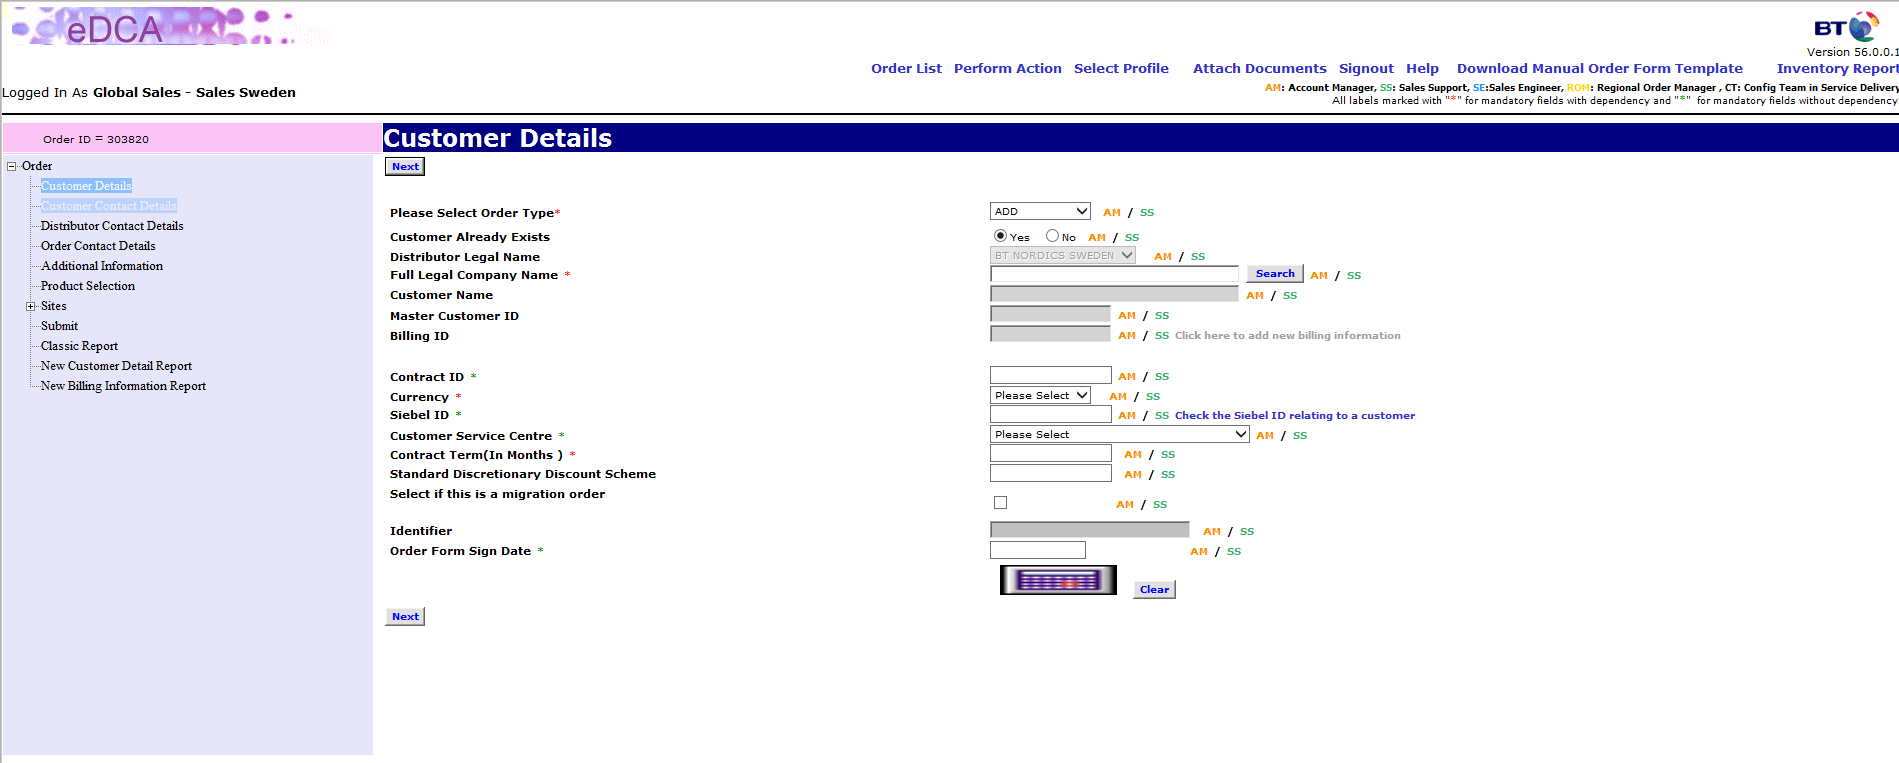 eDCA
BT
Version 56.0.0.1
Order List Perform Action Select Profile Attach Documents Signout Help Download Manual Order Form Template Inventory Report
Logged In As Global Sales - Sales Sweden
AM: Account Manager, SS: Sales Support, SE:Sales Engineer, ROM: Regional Order Manager , CT: Config Team in Service Delivery
All labels marked with "*" for mandatory fields with dependency and "*" for mandatory fields without dependency
Order ID = 303820
Customer Details
Order
Customer Details
Customer Contact Details
Distributor Contact Details
Order Contact Details
Additional Information
Product Selection
Sites
Submit
Classic Report
New Customer Detail Report
New Billing Information Report
Next
Please Select Order Type* ADD AM / SS
Customer Already Exists Yes No AM / SS
Distributor Legal Name BT NORDICS SWEDEN AM / SS
Full Legal Company Name * Search AM / SS
Customer Name AM / SS
Master Customer ID AM / SS
Billing ID AM / SS Click here to add new billing information
Contract ID * AM / SS
Currency * Please Select AM / SS
Siebel ID * AM / SS Check the Siebel ID relating to a customer
Customer Service Centre * Please Select AM / SS
Contract Term(In Months ) * AM / SS
Standard Discretionary Discount Scheme AM / SS
Select if this is a migration order AM / SS
Identifier AM / SS
Order Form Sign Date * AM / SS
Clear
Next